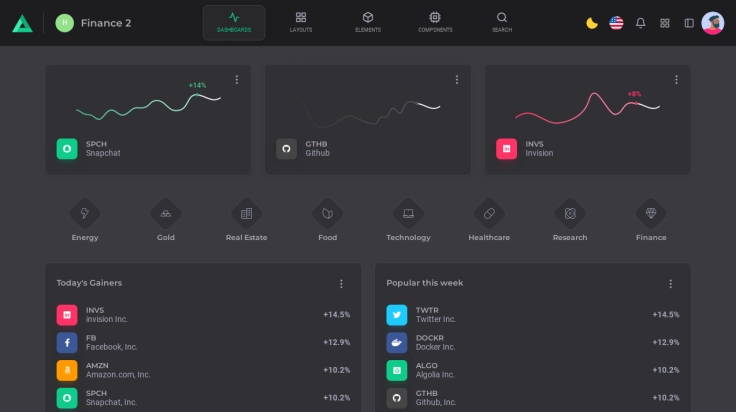 H Finance 2
DASHBOARDS LAYOUTS ELEMENTS COMPONENTS SEARCH
+14%
SPCH
Snapchat
GTHB
Github
+8%
INVS
Invision
Energy Gold Real Estate Food Technology Healthcare Research Finance
Today's Gainers
INVS
invision Inc.
+14.5%
FB
Facebook, Inc.
+12.9%
AMZN
Amazon.com, Inc.
+10.2%
SPCH
Snapchat, Inc.
+10.2%
Popular this week
TWTR
Twitter Inc.
+14.5%
DOCKR
Docker Inc.
+12.9%
ALGO
Algolia Inc.
+10.2%
GTHB
Github, Inc.
+10.2%